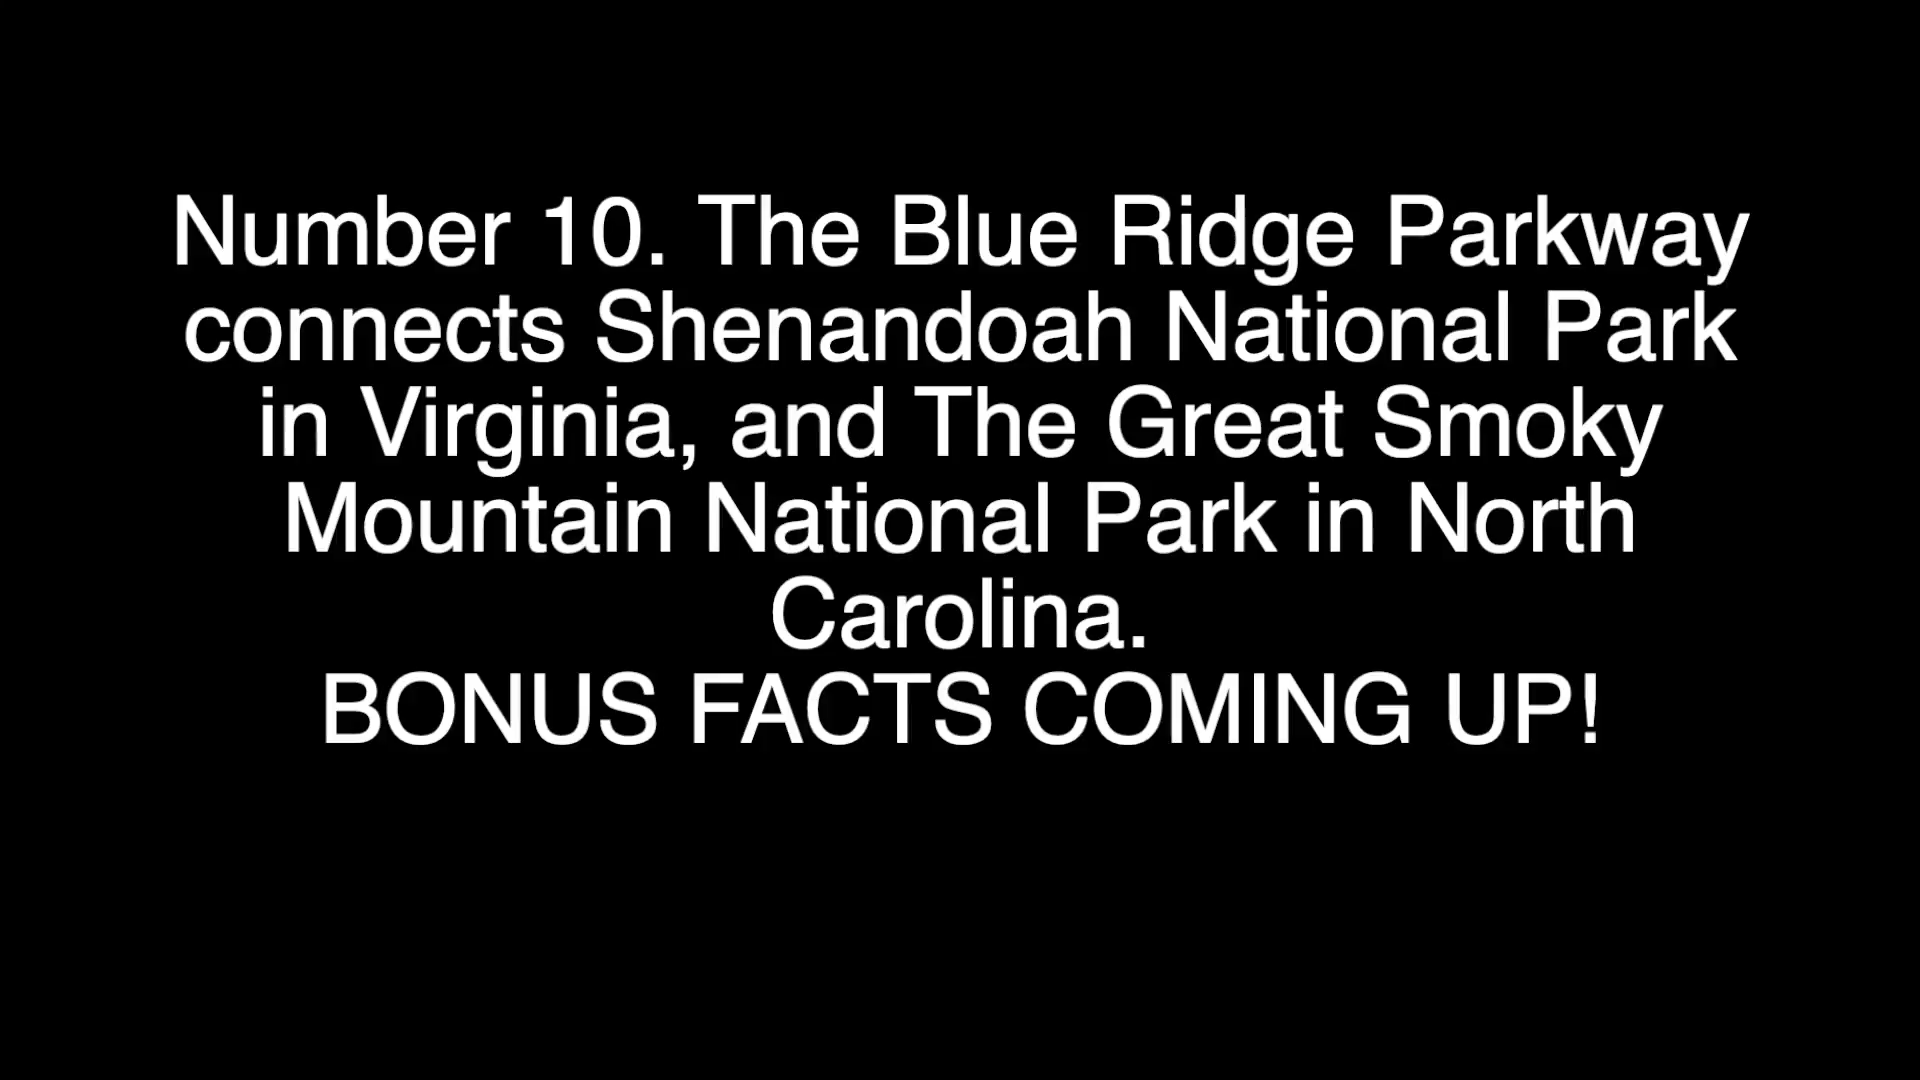 Number 10. The Blue Ridge Parkway
connects Shenandoah National Park
in Virginia, and The Great Smoky
Mountain National Park in North
Carolina.
BONUS FACTS COMING UP!